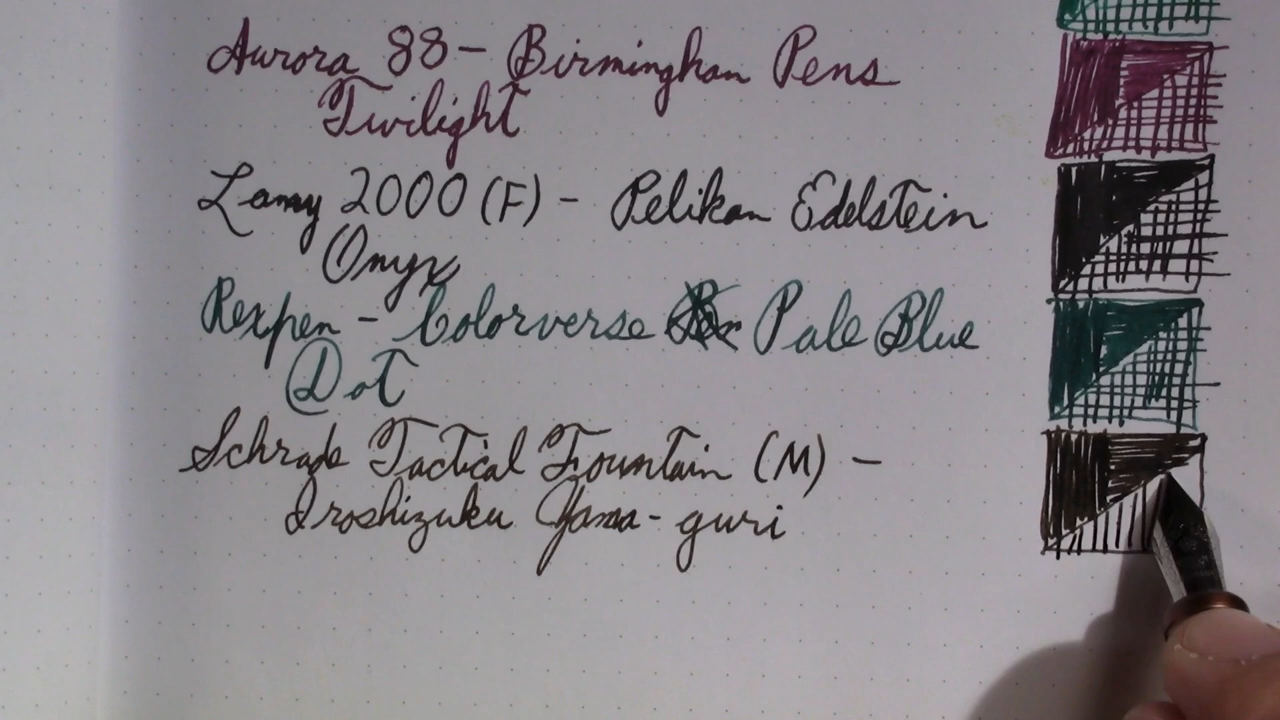 Aurora 88 - Birmingham Pens
Twilight
Lamy 2000 (F) - Pelikan Edelstein
Onyx
Rexpen - Colorverse Pale Blue
Dot
Schrade Tactical Fountain (M) -
Iroshizuku Yama-guri